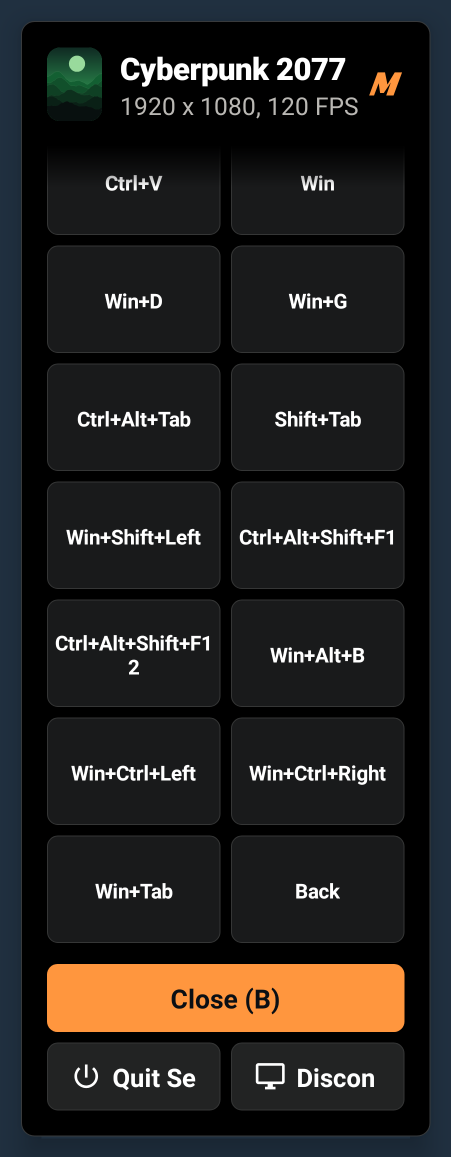 Cyberpunk 2077
1920 x 1080, 120 FPS
Ctrl+V
Win
Win+D
Win+G
Ctrl+Alt+Tab
Shift+Tab
Win+Shift+Left
Ctrl+Alt+Shift+F1
Ctrl+Alt+Shift+F1
2
Win+Alt+B
Win+Ctrl+Left
Win+Ctrl+Right
Win+Tab
Back
Close (B)
Quit Se
Discon